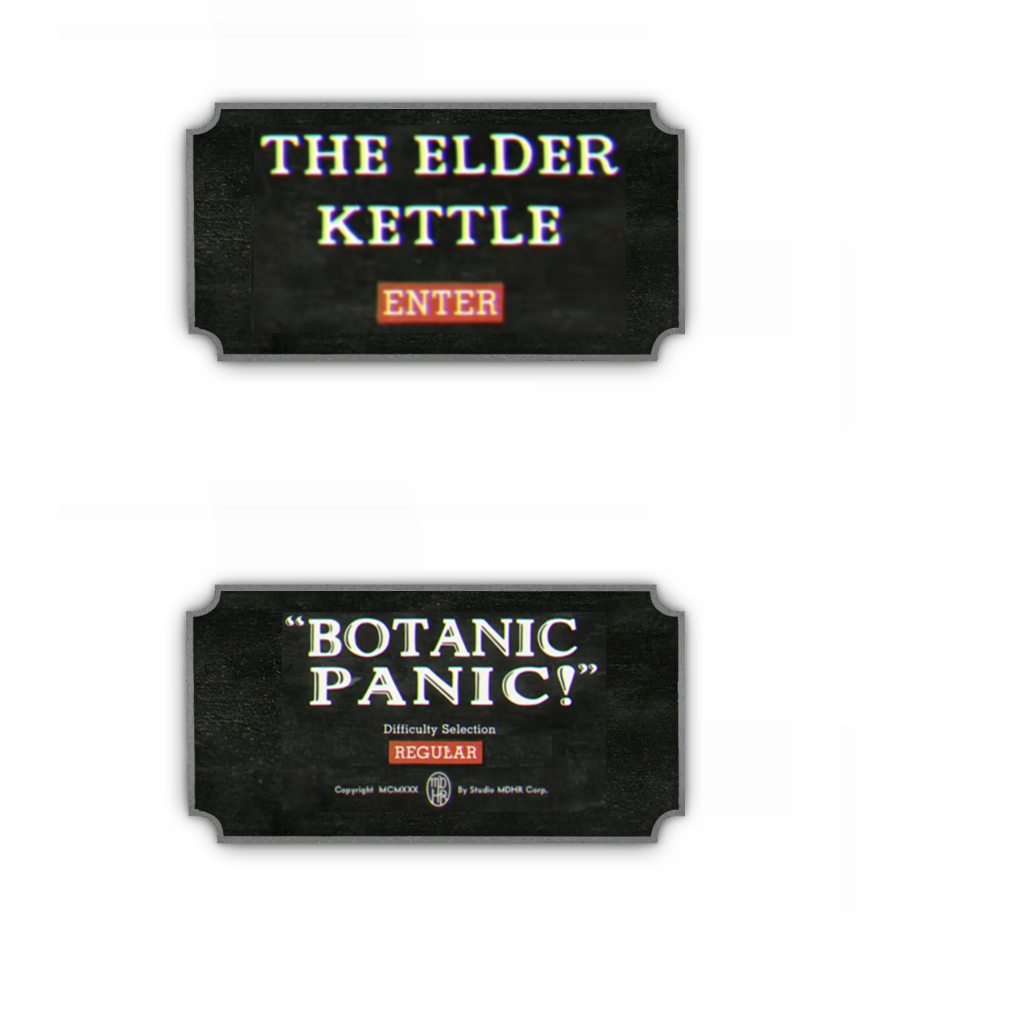 THE ELDER
KETTLE
ENTER
“BOTANIC
PANIC!”
Difficulty Selection
REGULAR
Copyright MCMXXX MDHR By Studio MDHR Corp.